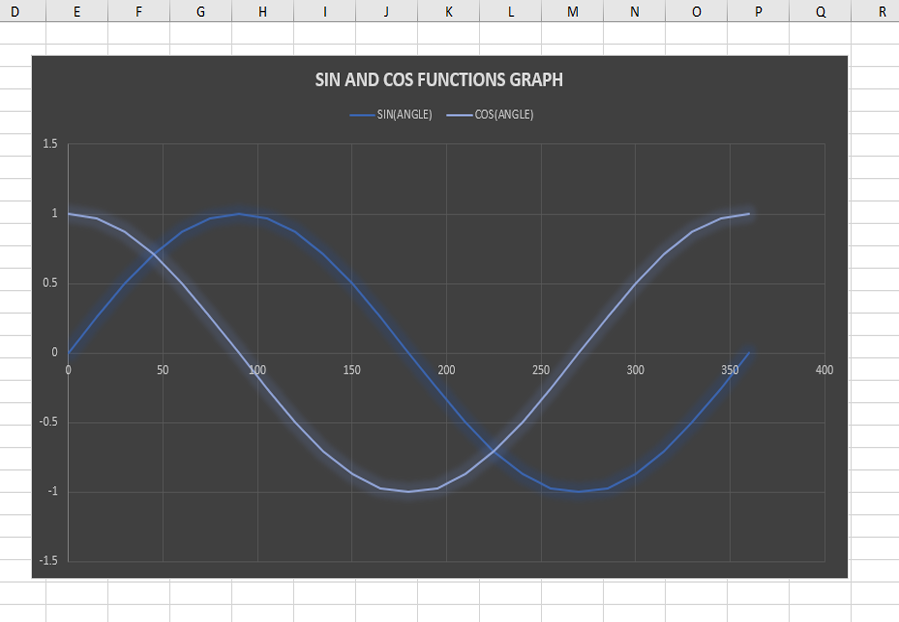 D E F G H I J K L M N O P Q R
SIN AND COS FUNCTIONS GRAPH
SIN(ANGLE) COS(ANGLE)
1.5
1
0.5
0
0 50 100 150 200 250 300 350 400
-0.5
-1
-1.5